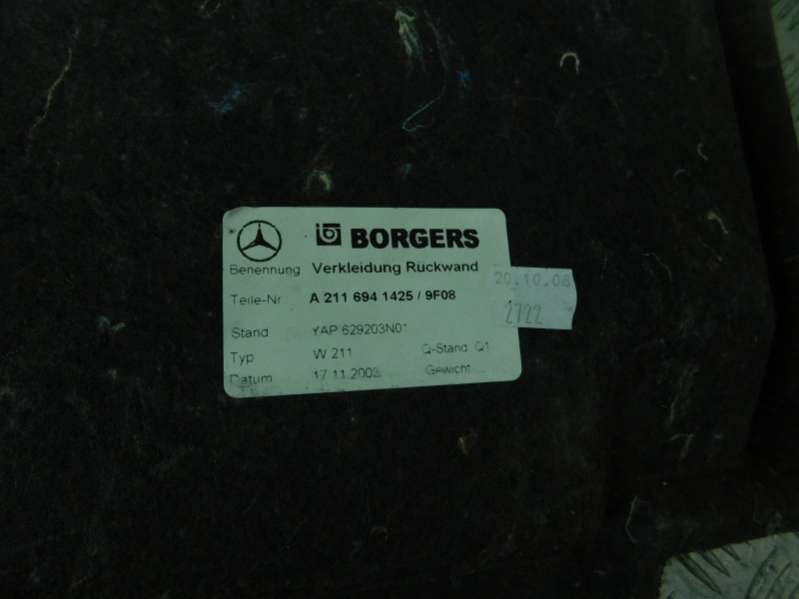 BORGERS
Benennung Verkleidung Rückwand
Teile-Nr A 211 694 1425 / 9F08
Stand YAP 629203N01
Typ W 211 Q-Stand Q1
Datum 17.11.2003 Gewicht
20.10.08
2722